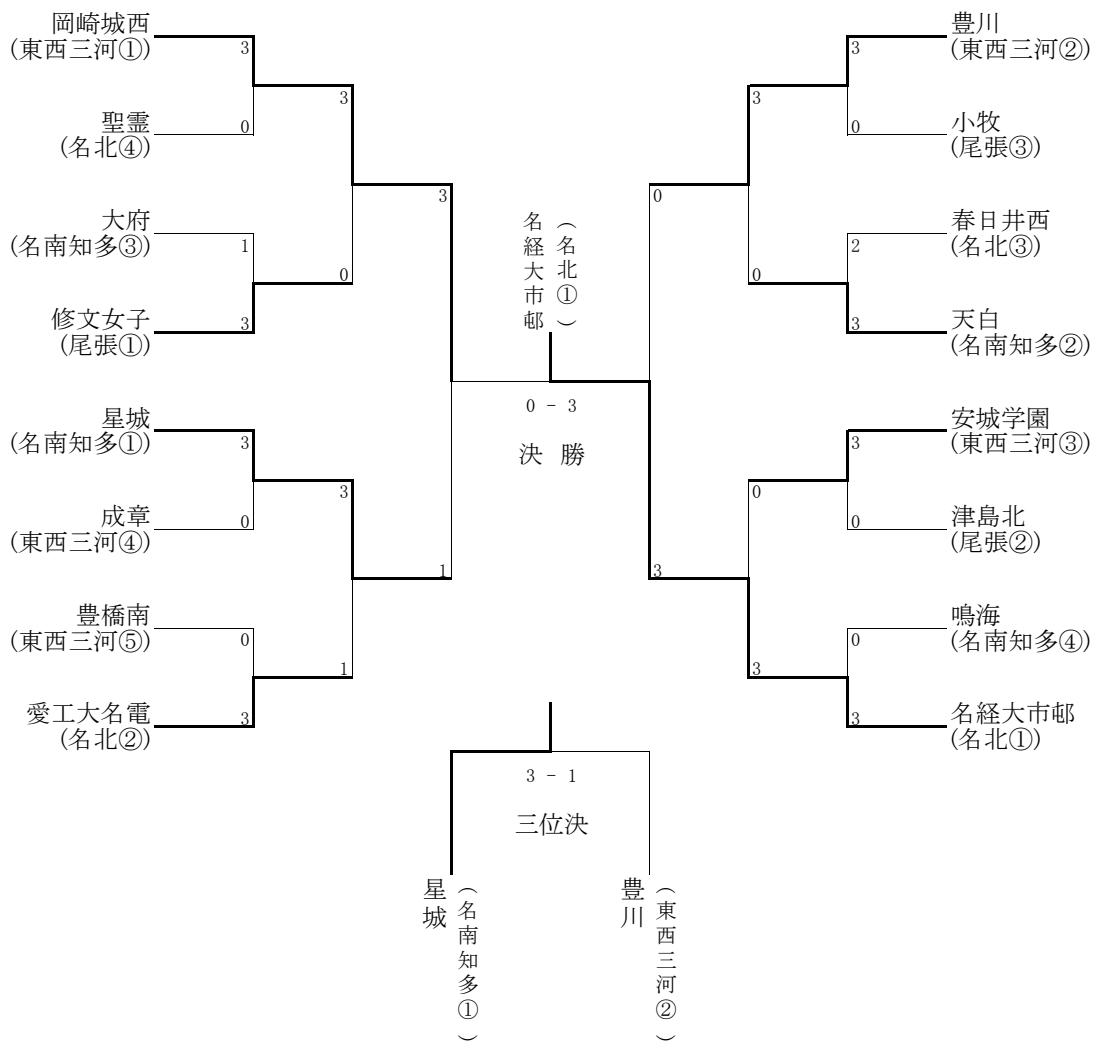 岡崎城西
(東西三河①)
3
聖霊
(名北④)
0
3
大府
(名南知多③)
1
修文女子
(尾張①)
3
0
3
星城
(名南知多①)
3
成章
(東西三河④)
0
3
豊橋南
(東西三河⑤)
0
愛工大名電
(名北②)
3
1
1
名経大市邨
(名北①)
0 - 3
決 勝
豊川
(東西三河②)
3
小牧
(尾張③)
0
3
春日井西
(名北③)
2
天白
(名南知多②)
3
0
0
安城学園
(東西三河③)
3
津島北
(尾張②)
0
0
鳴海
(名南知多④)
0
名経大市邨
(名北①)
3
3
3
3 - 1
三位決
星城
(名南知多①)
豊川
(東西三河②)